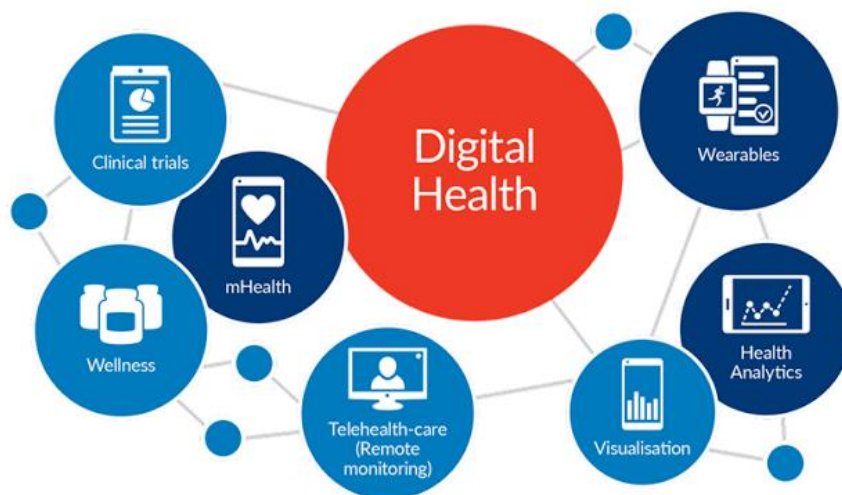 Digital
Health
Clinical trials
Wearables
mHealth
Wellness
Health
Analytics
Telehealth-care
(Remote
monitoring)
Visualisation